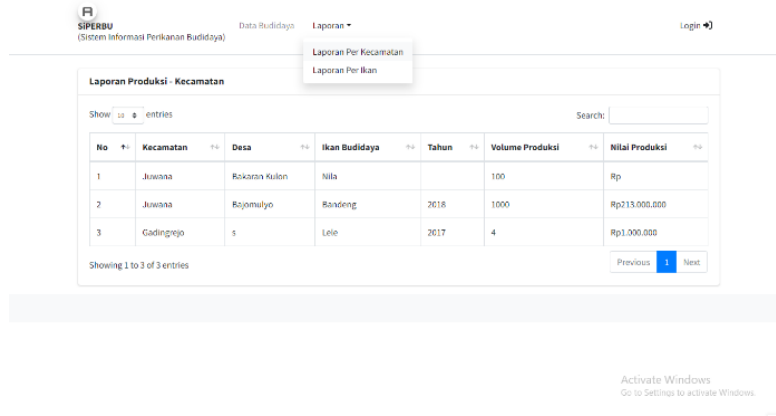 SiPERBU
(Sistem Informasi Perikanan Budidaya)
Data Budidaya Laporan Login
Laporan Per Kecamatan
Laporan Per Ikan
Laporan Produksi - Kecamatan
Show 10 entries Search:
No Kecamatan Desa Ikan Budidaya Tahun Volume Produksi Nilai Produksi
1 Juwana Bakaran Kulon Nila 100 Rp
2 Juwana Bajomulyo Bandeng 2018 1000 Rp213.000.000
3 Gadingrejo s Lele 2017 4 Rp1.000.000
Showing 1 to 3 of 3 entries Previous 1 Next
Activate Windows
Go to Settings to activate Windows.